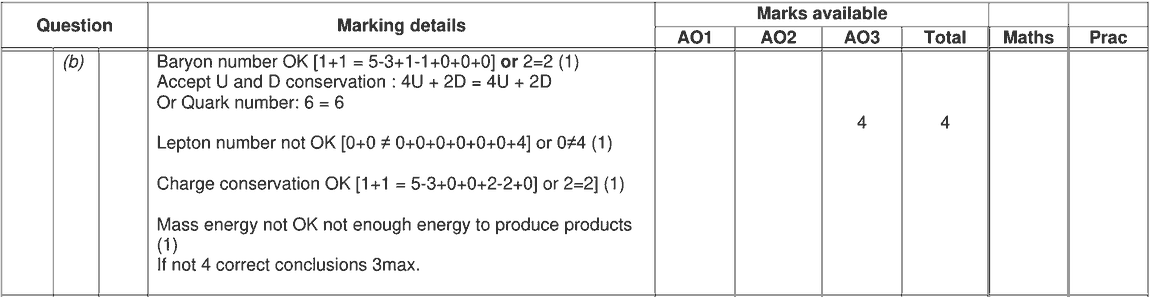 Question
Marking details
Marks available
AO1 AO2 AO3 Total Maths Prac
(b)
Baryon number OK [1+1 = 5-3+1-1+0+0+0] or 2=2 (1)
Accept U and D conservation : 4U + 2D = 4U + 2D
Or Quark number: 6 = 6
4 4
Lepton number not OK [0+0 ≠ 0+0+0+0+0+0+4] or 0≠4 (1)
Charge conservation OK [1+1 = 5-3+0+0+2-2+0] or 2=2] (1)
Mass energy not OK not enough energy to produce products
(1)
If not 4 correct conclusions 3max.